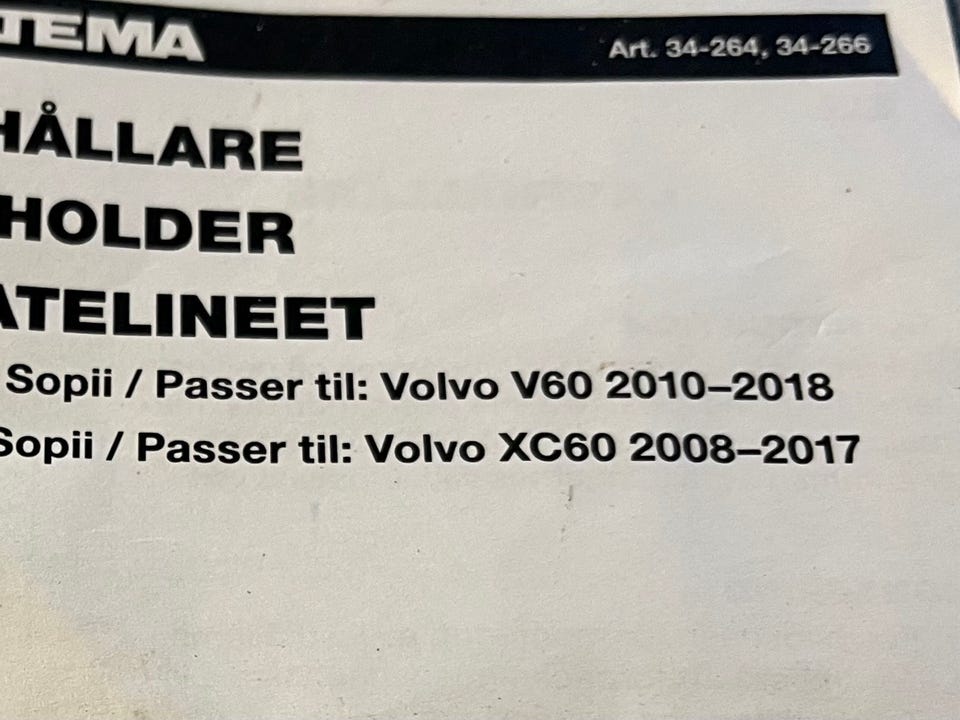 TEMA
Art. 34-264, 34-266
HÅLLARE
HOLDER
ATELINEET
Sopii / Passer til: Volvo V60 2010–2018
Sopii / Passer til: Volvo XC60 2008–2017